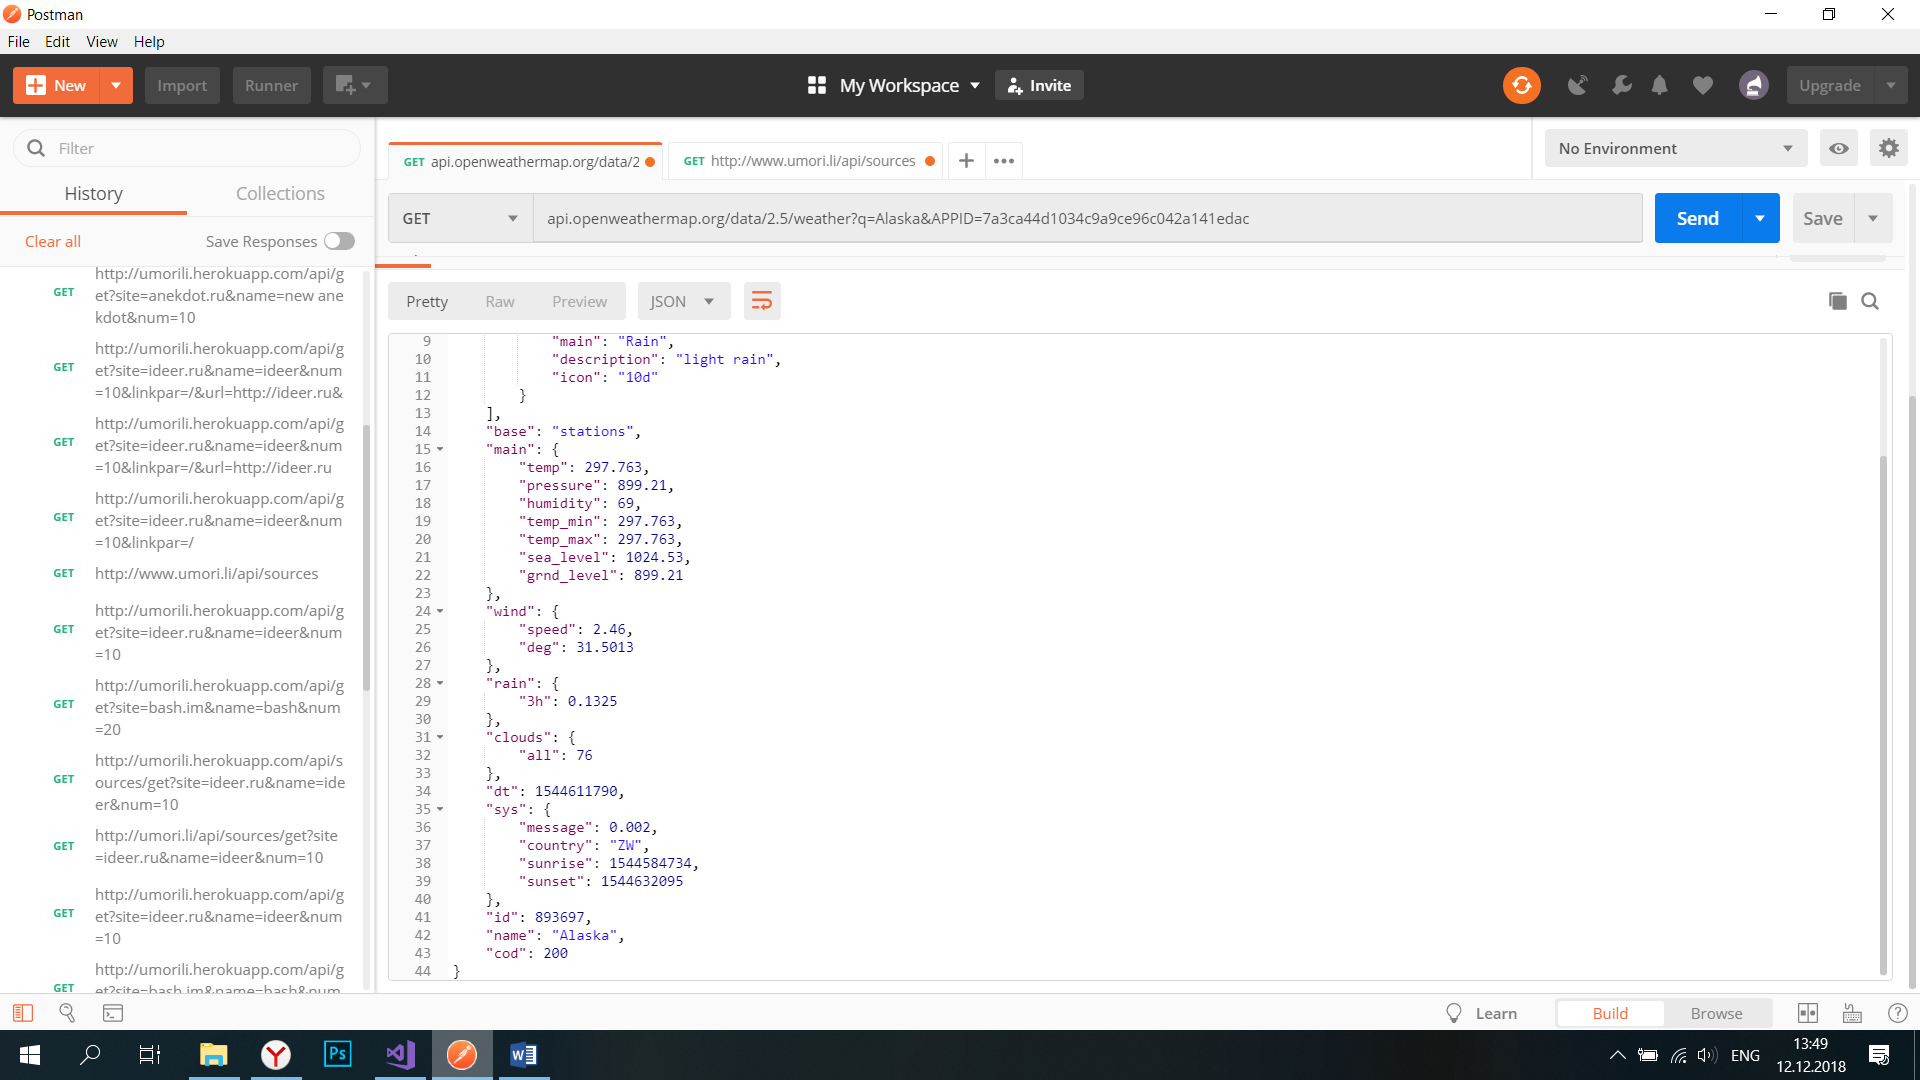 Postman
File Edit View Help
New Import Runner My Workspace Invite Upgrade
Filter
History Collections
Clear all Save Responses
GET http://umorili.herokuapp.com/api/g
et?site=anekdot.ru&name=new ane
kdot&num=10
GET http://umorili.herokuapp.com/api/g
et?site=ideer.ru&name=ideer&num
=10&linkpar=/&url=http://ideer.ru&
GET http://umorili.herokuapp.com/api/g
et?site=ideer.ru&name=ideer&num
=10&linkpar=/&url=http://ideer.ru
GET http://umorili.herokuapp.com/api/g
et?site=ideer.ru&name=ideer&num
=10&linkpar=/
GET http://www.umori.li/api/sources
GET http://umorili.herokuapp.com/api/g
et?site=ideer.ru&name=ideer&num
=10
GET http://umorili.herokuapp.com/api/g
et?site=bash.im&name=bash&num
=20
GET http://umorili.herokuapp.com/api/s
ources/get?site=ideer.ru&name=ide
er&num=10
GET http://umori.li/api/sources/get?site
=ideer.ru&name=ideer&num=10
GET http://umorili.herokuapp.com/api/g
et?site=ideer.ru&name=ideer&num
=10
GET http://umorili.herokuapp.com/api/g
et?site=bash.im&name=bash&num
GET api.openweathermap.org/data/2 GET http://www.umori.li/api/sources
No Environment
GET api.openweathermap.org/data/2.5/weather?q=Alaska&APPID=7a3ca44d1034c9a9ce96c042a141edac Send Save
Pretty Raw Preview JSON
9 "main": "Rain",
10 "description": "light rain",
11 "icon": "10d"
12 }
13 ],
14 "base": "stations",
15 "main": {
16 "temp": 297.763,
17 "pressure": 899.21,
18 "humidity": 69,
19 "temp_min": 297.763,
20 "temp_max": 297.763,
21 "sea_level": 1024.53,
22 "grnd_level": 899.21
23 },
24 "wind": {
25 "speed": 2.46,
26 "deg": 31.5013
27 },
28 "rain": {
29 "3h": 0.1325
30 },
31 "clouds": {
32 "all": 76
33 },
34 "dt": 1544611790,
35 "sys": {
36 "message": 0.002,
37 "country": "ZW",
38 "sunrise": 1544584734,
39 "sunset": 1544632095
40 },
41 "id": 893697,
42 "name": "Alaska",
43 "cod": 200
44 }
Learn Build Browse
Ps
ENG
13:49
12.12.2018